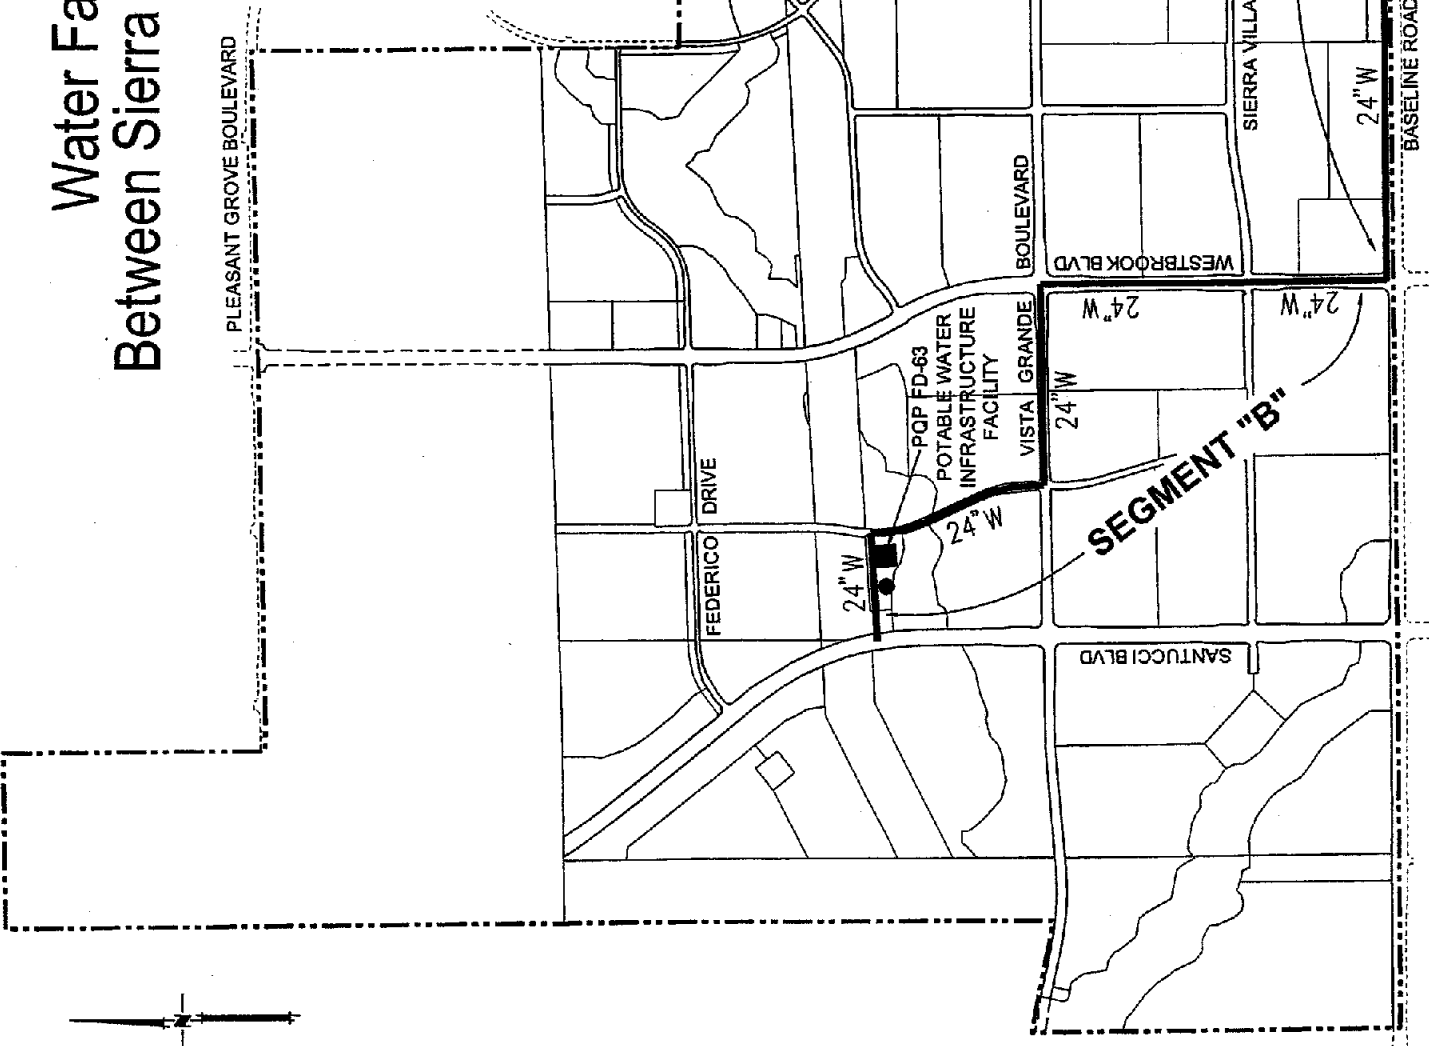 Water Fa
Between Sierra
PLEASANT GROVE BOULEVARD
FEDERICO DRIVE
24"W
24"W
PQP FD-63
POTABLE WATER
INFRASTRUCTURE
FACILITY
VISTA GRANDE BOULEVARD
24"W
WESTBROOK BLVD
24"W
24"W
SEGMENT "B"
SANTUCCI BLVD
SIERRA VILLA
24"W
BASELINE ROAD